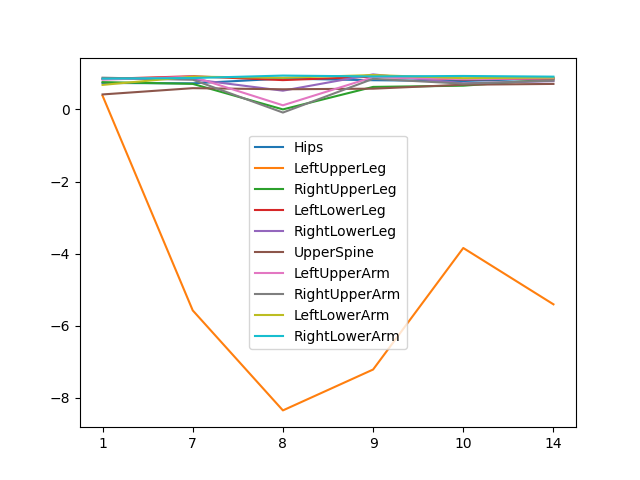 0
−2
−4
−6
−8
1 7 8 9 10 14
Hips
LeftUpperLeg
RightUpperLeg
LeftLowerLeg
RightLowerLeg
UpperSpine
LeftUpperArm
RightUpperArm
LeftLowerArm
RightLowerArm